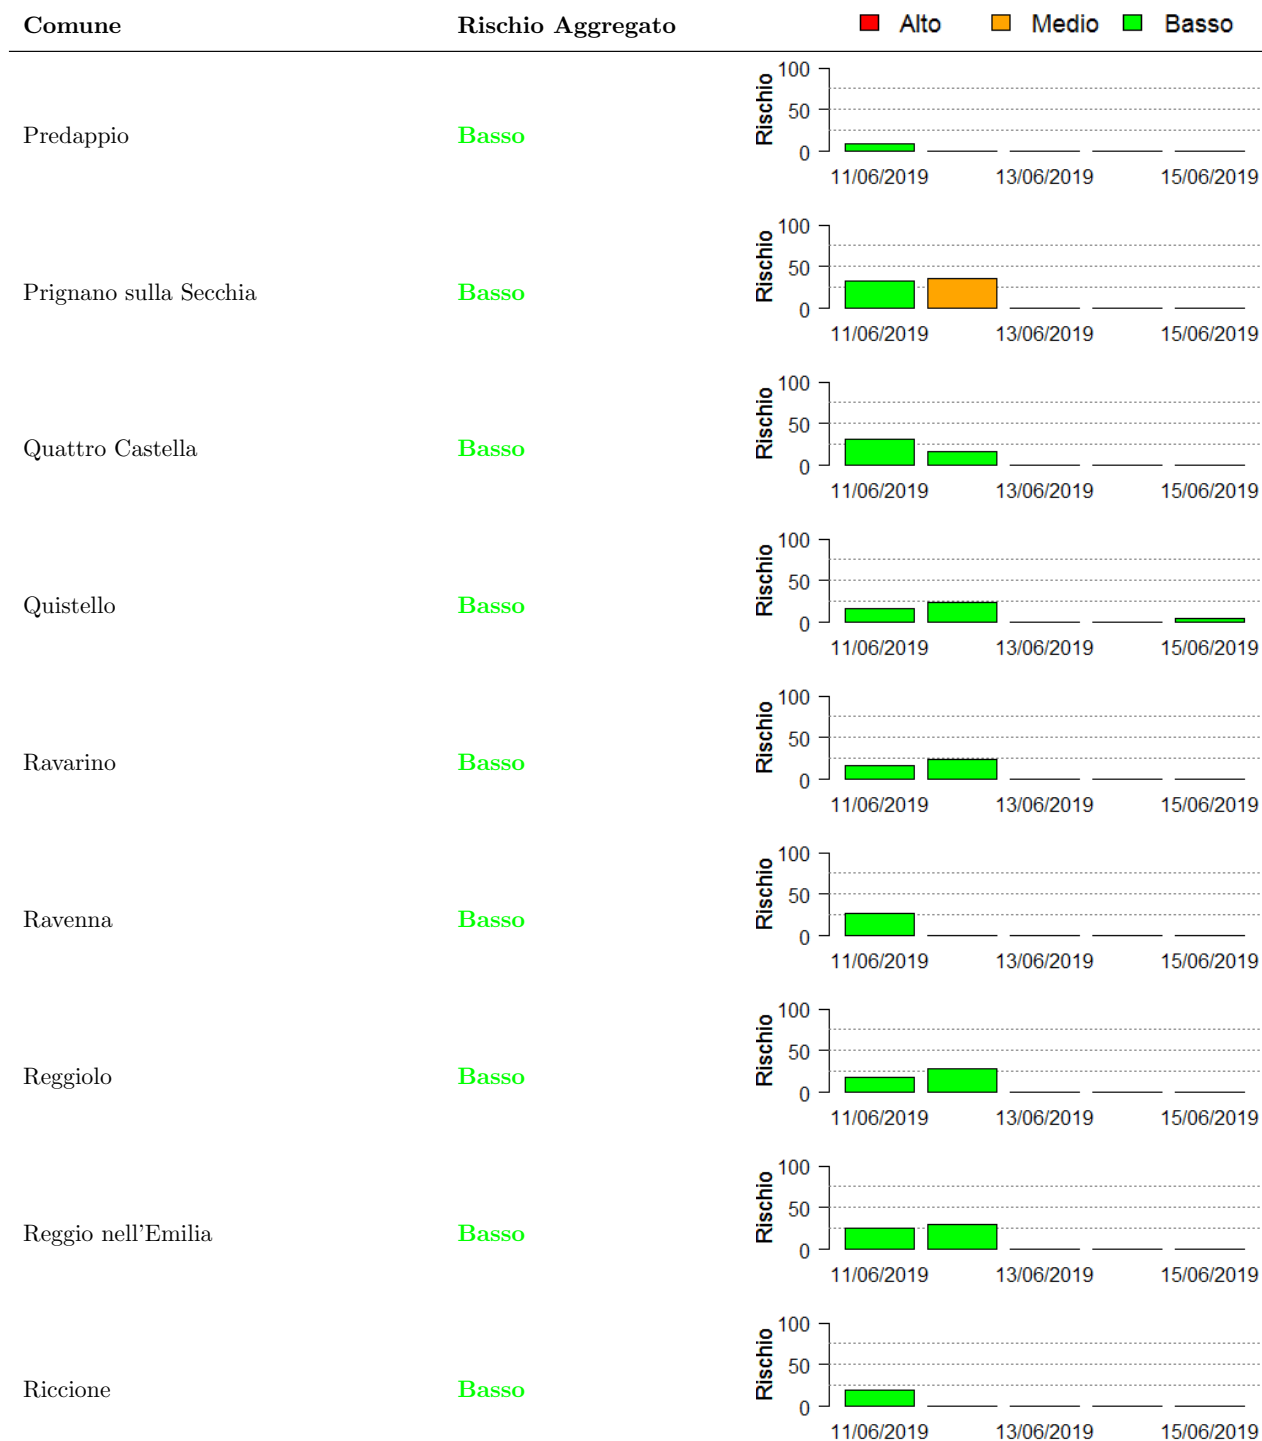 Comune Rischio Aggregato Alto Medio Basso
Predappio Basso Rischio 100 50 0
11/06/2019 13/06/2019 15/06/2019
Prignano sulla Secchia Basso Rischio 100 50 0
11/06/2019 13/06/2019 15/06/2019
Quattro Castella Basso Rischio 100 50 0
11/06/2019 13/06/2019 15/06/2019
Quistello Basso Rischio 100 50 0
11/06/2019 13/06/2019 15/06/2019
Ravarino Basso Rischio 100 50 0
11/06/2019 13/06/2019 15/06/2019
Ravenna Basso Rischio 100 50 0
11/06/2019 13/06/2019 15/06/2019
Reggiolo Basso Rischio 100 50 0
11/06/2019 13/06/2019 15/06/2019
Reggio nell'Emilia Basso Rischio 100 50 0
11/06/2019 13/06/2019 15/06/2019
Riccione Basso Rischio 100 50 0
11/06/2019 13/06/2019 15/06/2019